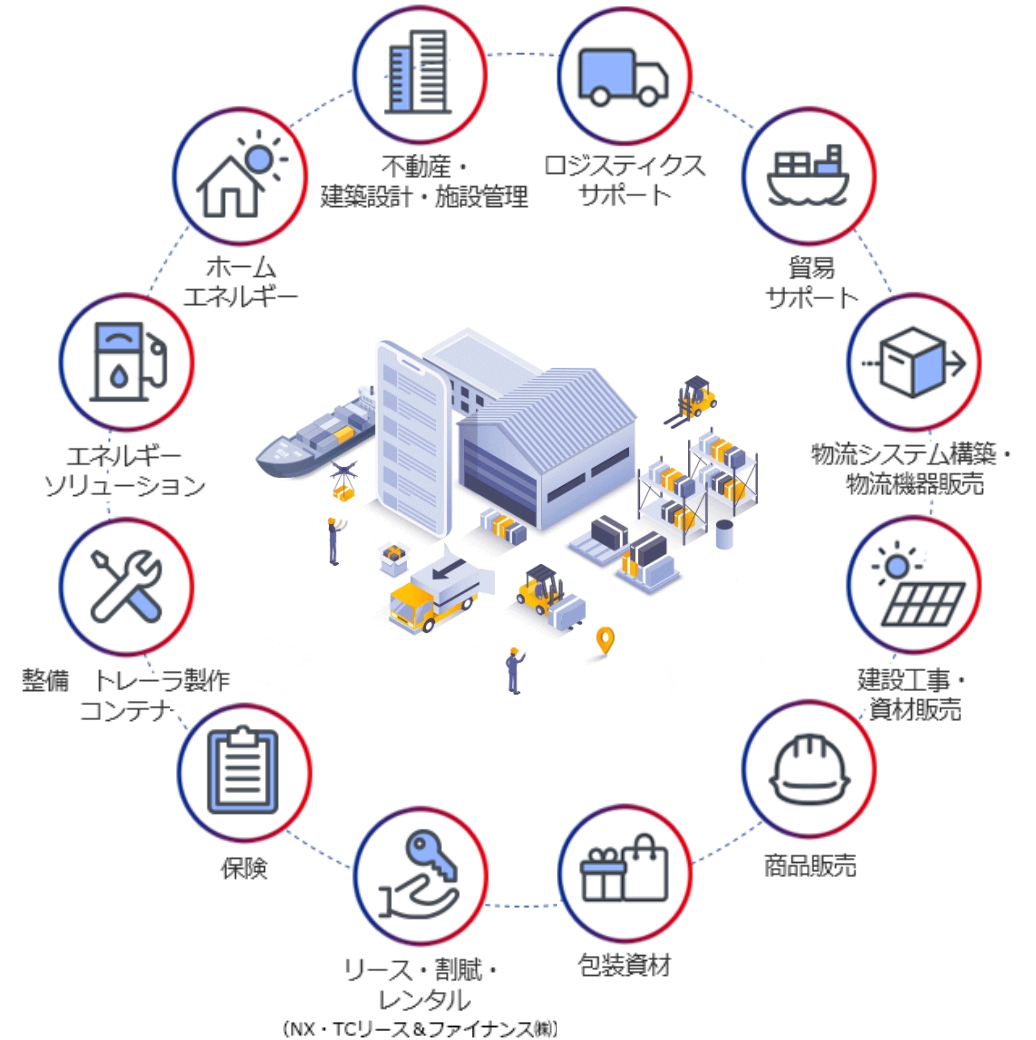 不動産・
建築設計・施設管理
ロジスティクス
サポート
ホーム
エネルギー
貿易
サポート
エネルギー
ソリューション
物流システム構築・
物流機器販売
整備　トレーラ製作
コンテナ
建設工事・
資材販売
保険
商品販売
リース・割賦・
レンタル
（NX・TCリース＆ファイナンス㈱）
包装資材